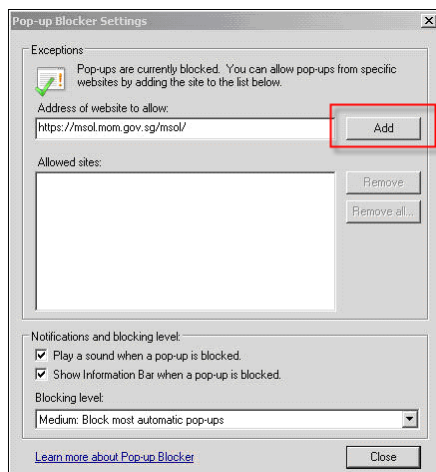 Pop-up Blocker Settings
Exceptions
Pop-ups are currently blocked. You can allow pop-ups from specific
websites by adding the site to the list below.
Address of website to allow:
https://msol.mom.gov.sg/msol/
Add
Allowed sites:
Remove
Remove all...
Notifications and blocking level:
Play a sound when a pop-up is blocked.
Show Information Bar when a pop-up is blocked.
Blocking level:
Medium: Block most automatic pop-ups
Learn more about Pop-up Blocker
Close